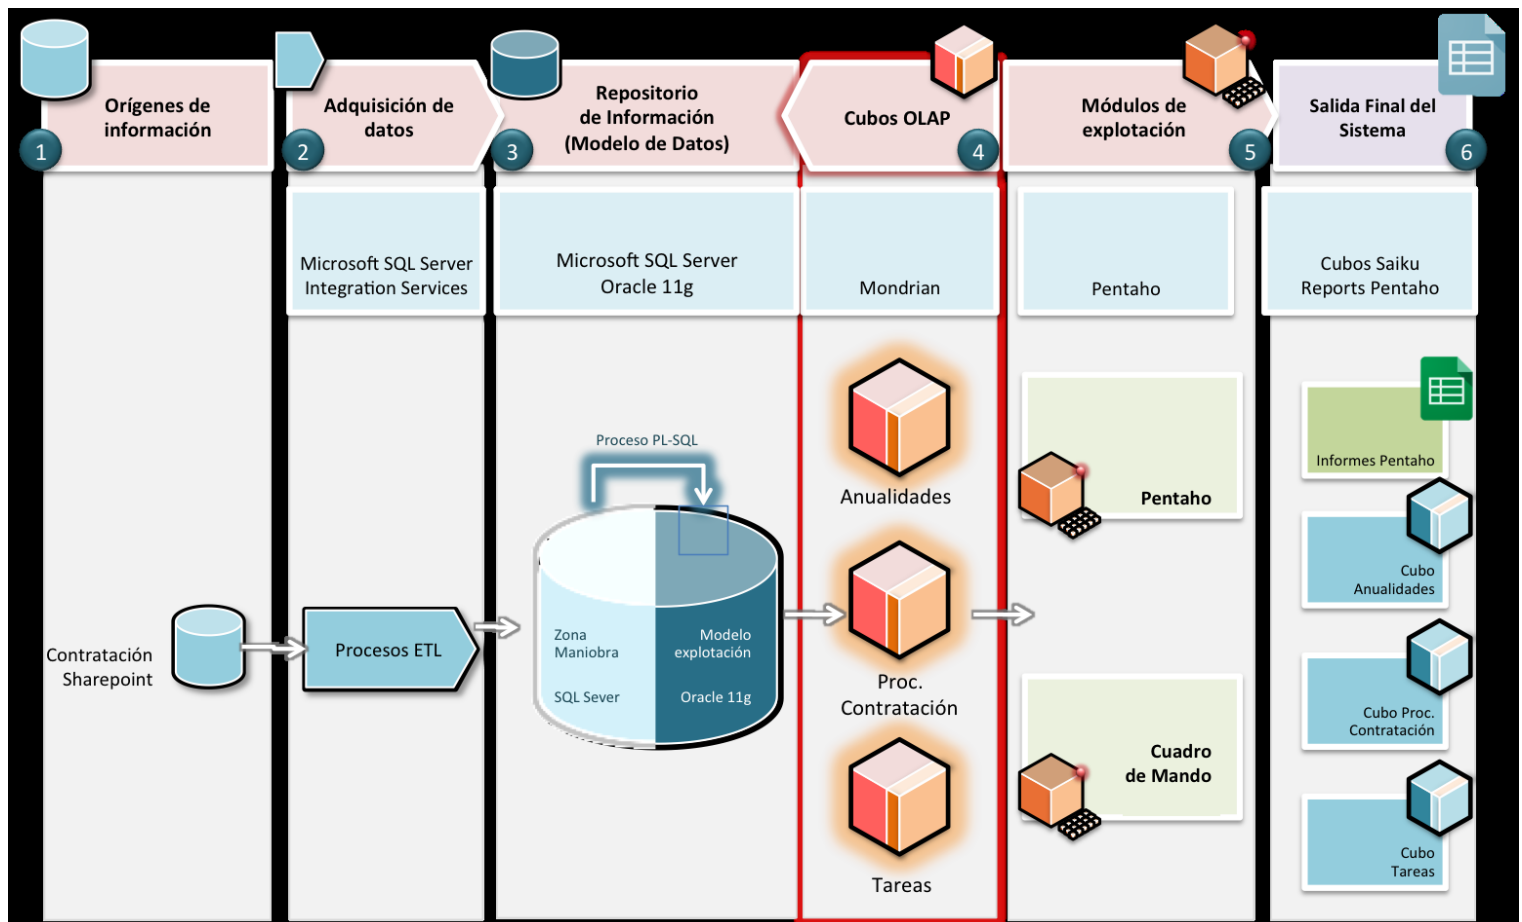 Orígenes de
información
1
Adquisición de
datos
2
Repositorio
de Información
(Modelo de Datos)
3
Cubos OLAP
4
Módulos de
explotación
5
Salida Final del
Sistema
6
Microsoft SQL Server
Integration Services
Microsoft SQL Server
Oracle 11g
Mondrian
Pentaho
Cubos Saiku
Reports Pentaho
Contratación
Sharepoint
Procesos ETL
Proceso PL-SQL
Zona
Maniobra
SQL Sever
Modelo
explotación
Oracle 11g
Anualidades
Proc.
Contratación
Tareas
Pentaho
Cuadro
de Mando
Informes Pentaho
Cubo
Anualidades
Cubo Proc.
Contratación
Cubo
Tareas